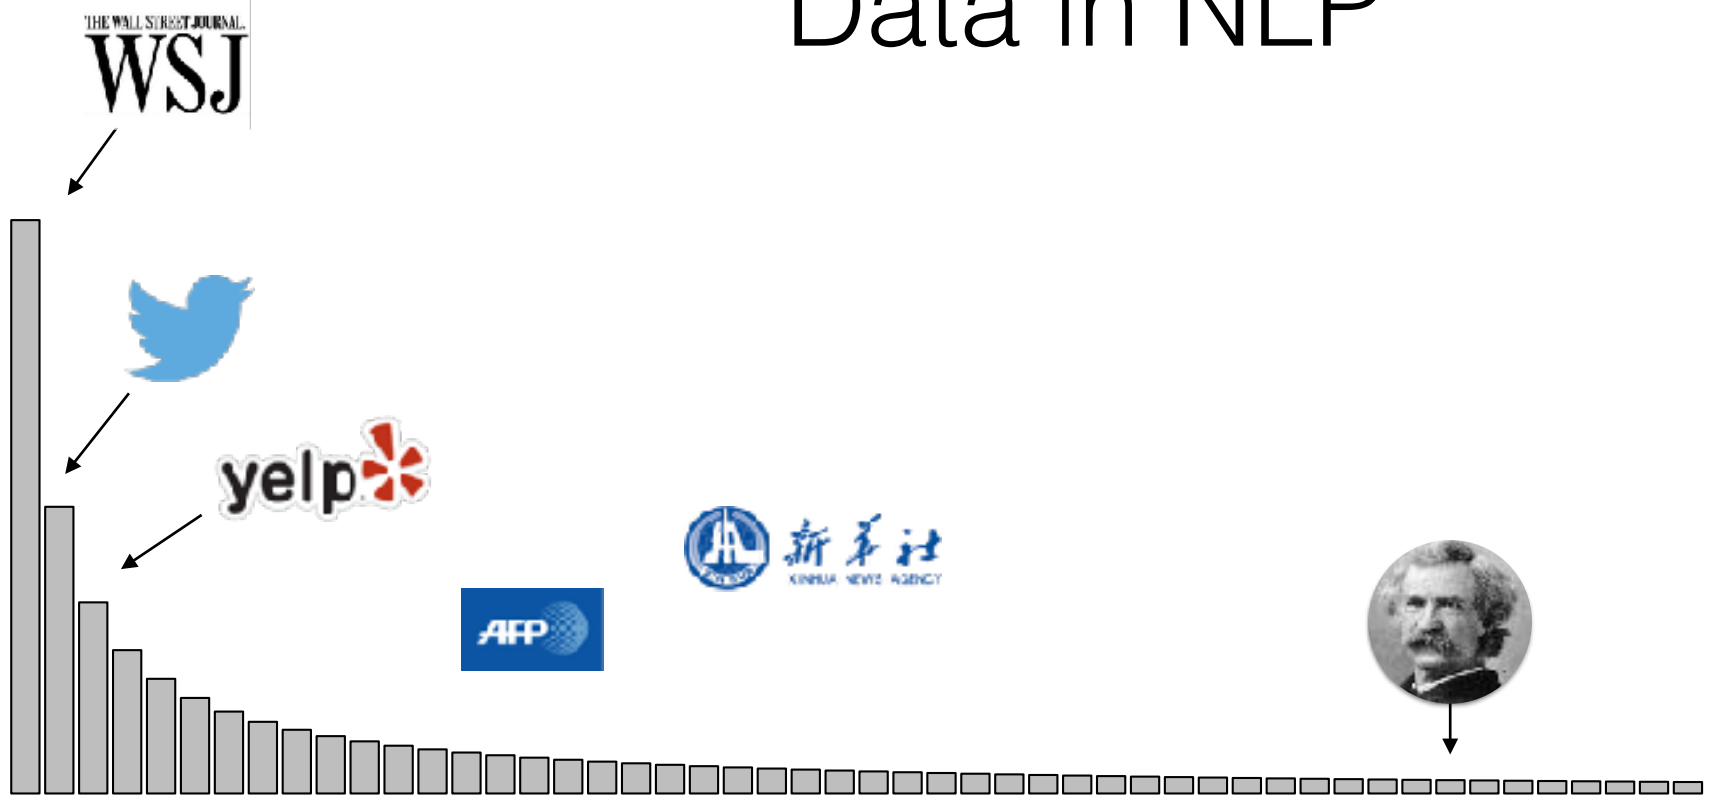 Data in NLP
THE WALL STREET JOURNAL.
WSJ
yelp
新华社
XINHUA NEWS AGENCY
AFP